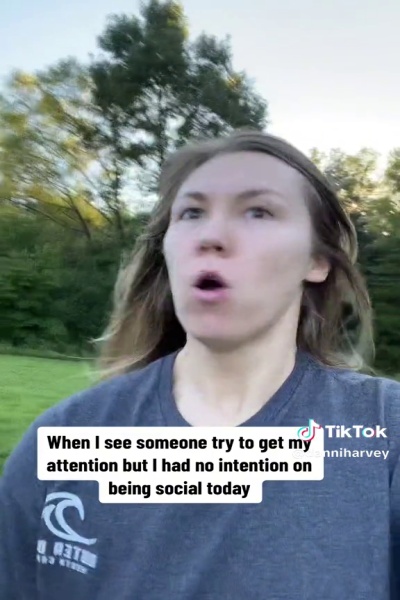 When I see someone try to get my
attention but I had no intention on
being social today
TikTok